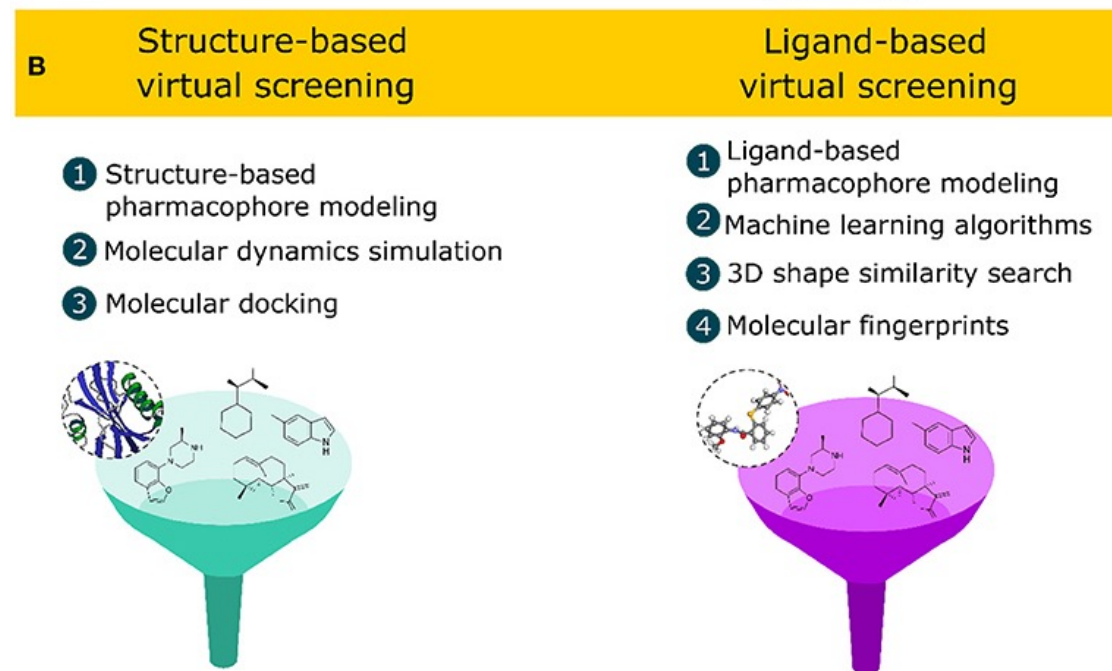 B
Structure-based
virtual screening
Ligand-based
virtual screening
1 Structure-based
pharmacophore modeling
2 Molecular dynamics simulation
3 Molecular docking
1 Ligand-based
pharmacophore modeling
2 Machine learning algorithms
3 3D shape similarity search
4 Molecular fingerprints
N
H
NH
N
O
N
H
NH
N
O